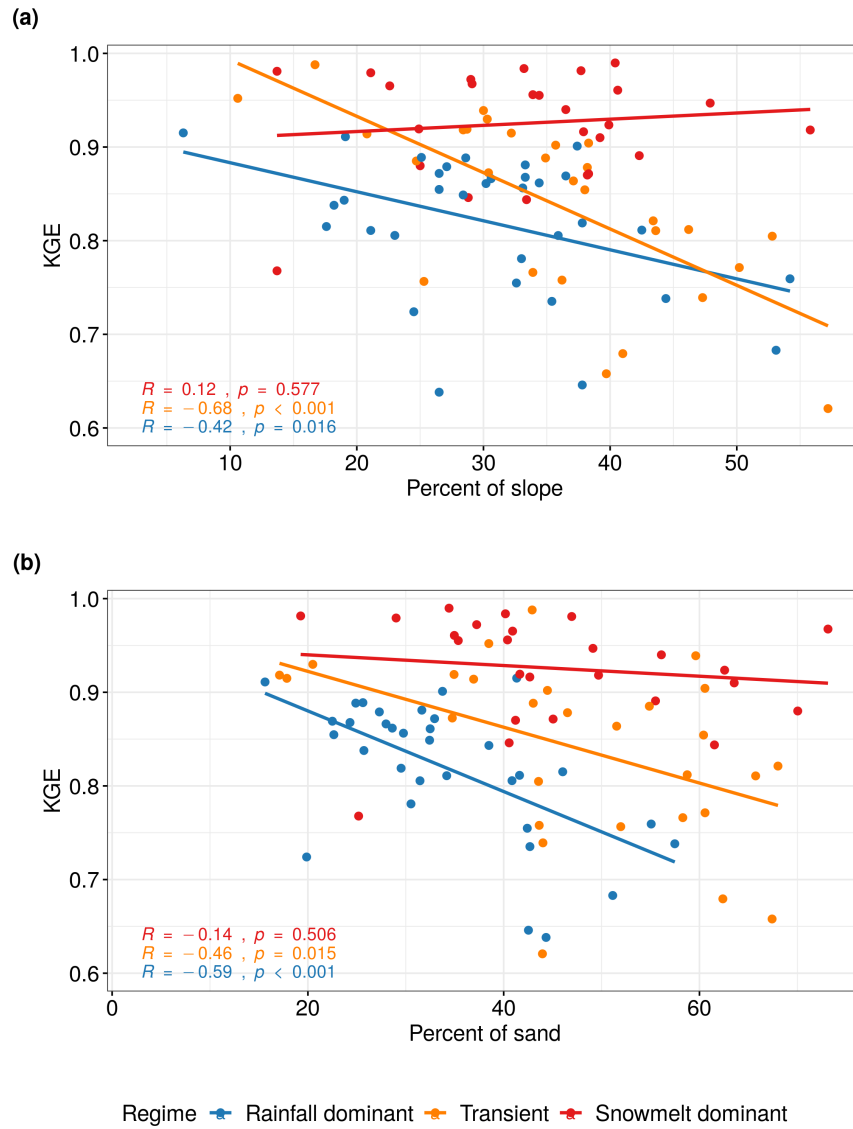 (a)
1.0
0.9
0.8
0.7
0.6
KGE
R = 0.12 , p = 0.577
R = −0.68 , p < 0.001
R = −0.42 , p = 0.016
10 20 30 40 50
Percent of slope
(b)
1.0
0.9
0.8
0.7
0.6
KGE
R = −0.14 , p = 0.506
R = −0.46 , p = 0.015
R = −0.59 , p < 0.001
0 20 40 60
Percent of sand
Regime Rainfall dominant Transient Snowmelt dominant